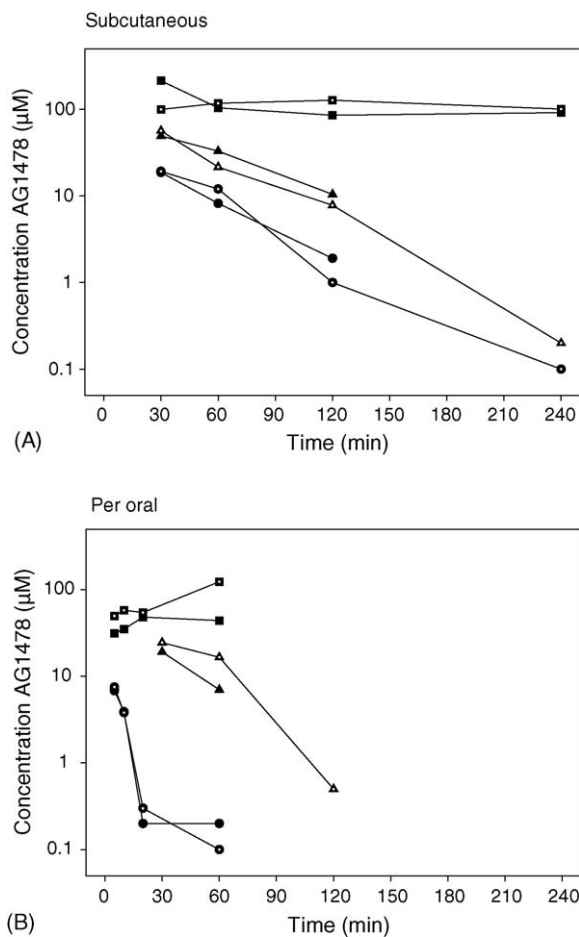 Subcutaneous
100
10
1
0.1
Concentration AG1478 (µM)
0 30 60 90 120 150 180 210 240
Time (min)
(A)
Per oral
100
10
1
0.1
Concentration AG1478 (µM)
0 30 60 90 120 150 180 210 240
Time (min)
(B)